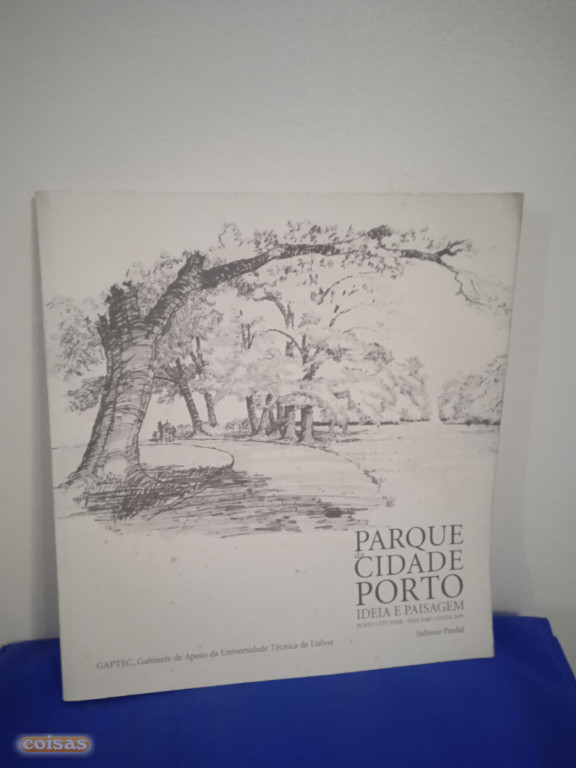 PARQUE
da
CIDADE
PORTO
IDEIA E PAISAGEM
PORTO CITY PARK: IDEA AND LANDSCAPE
Sidónio Pardal
GAPTEC, Gabinete de Apoio da Universidade Técnica de Lisboa
coisas